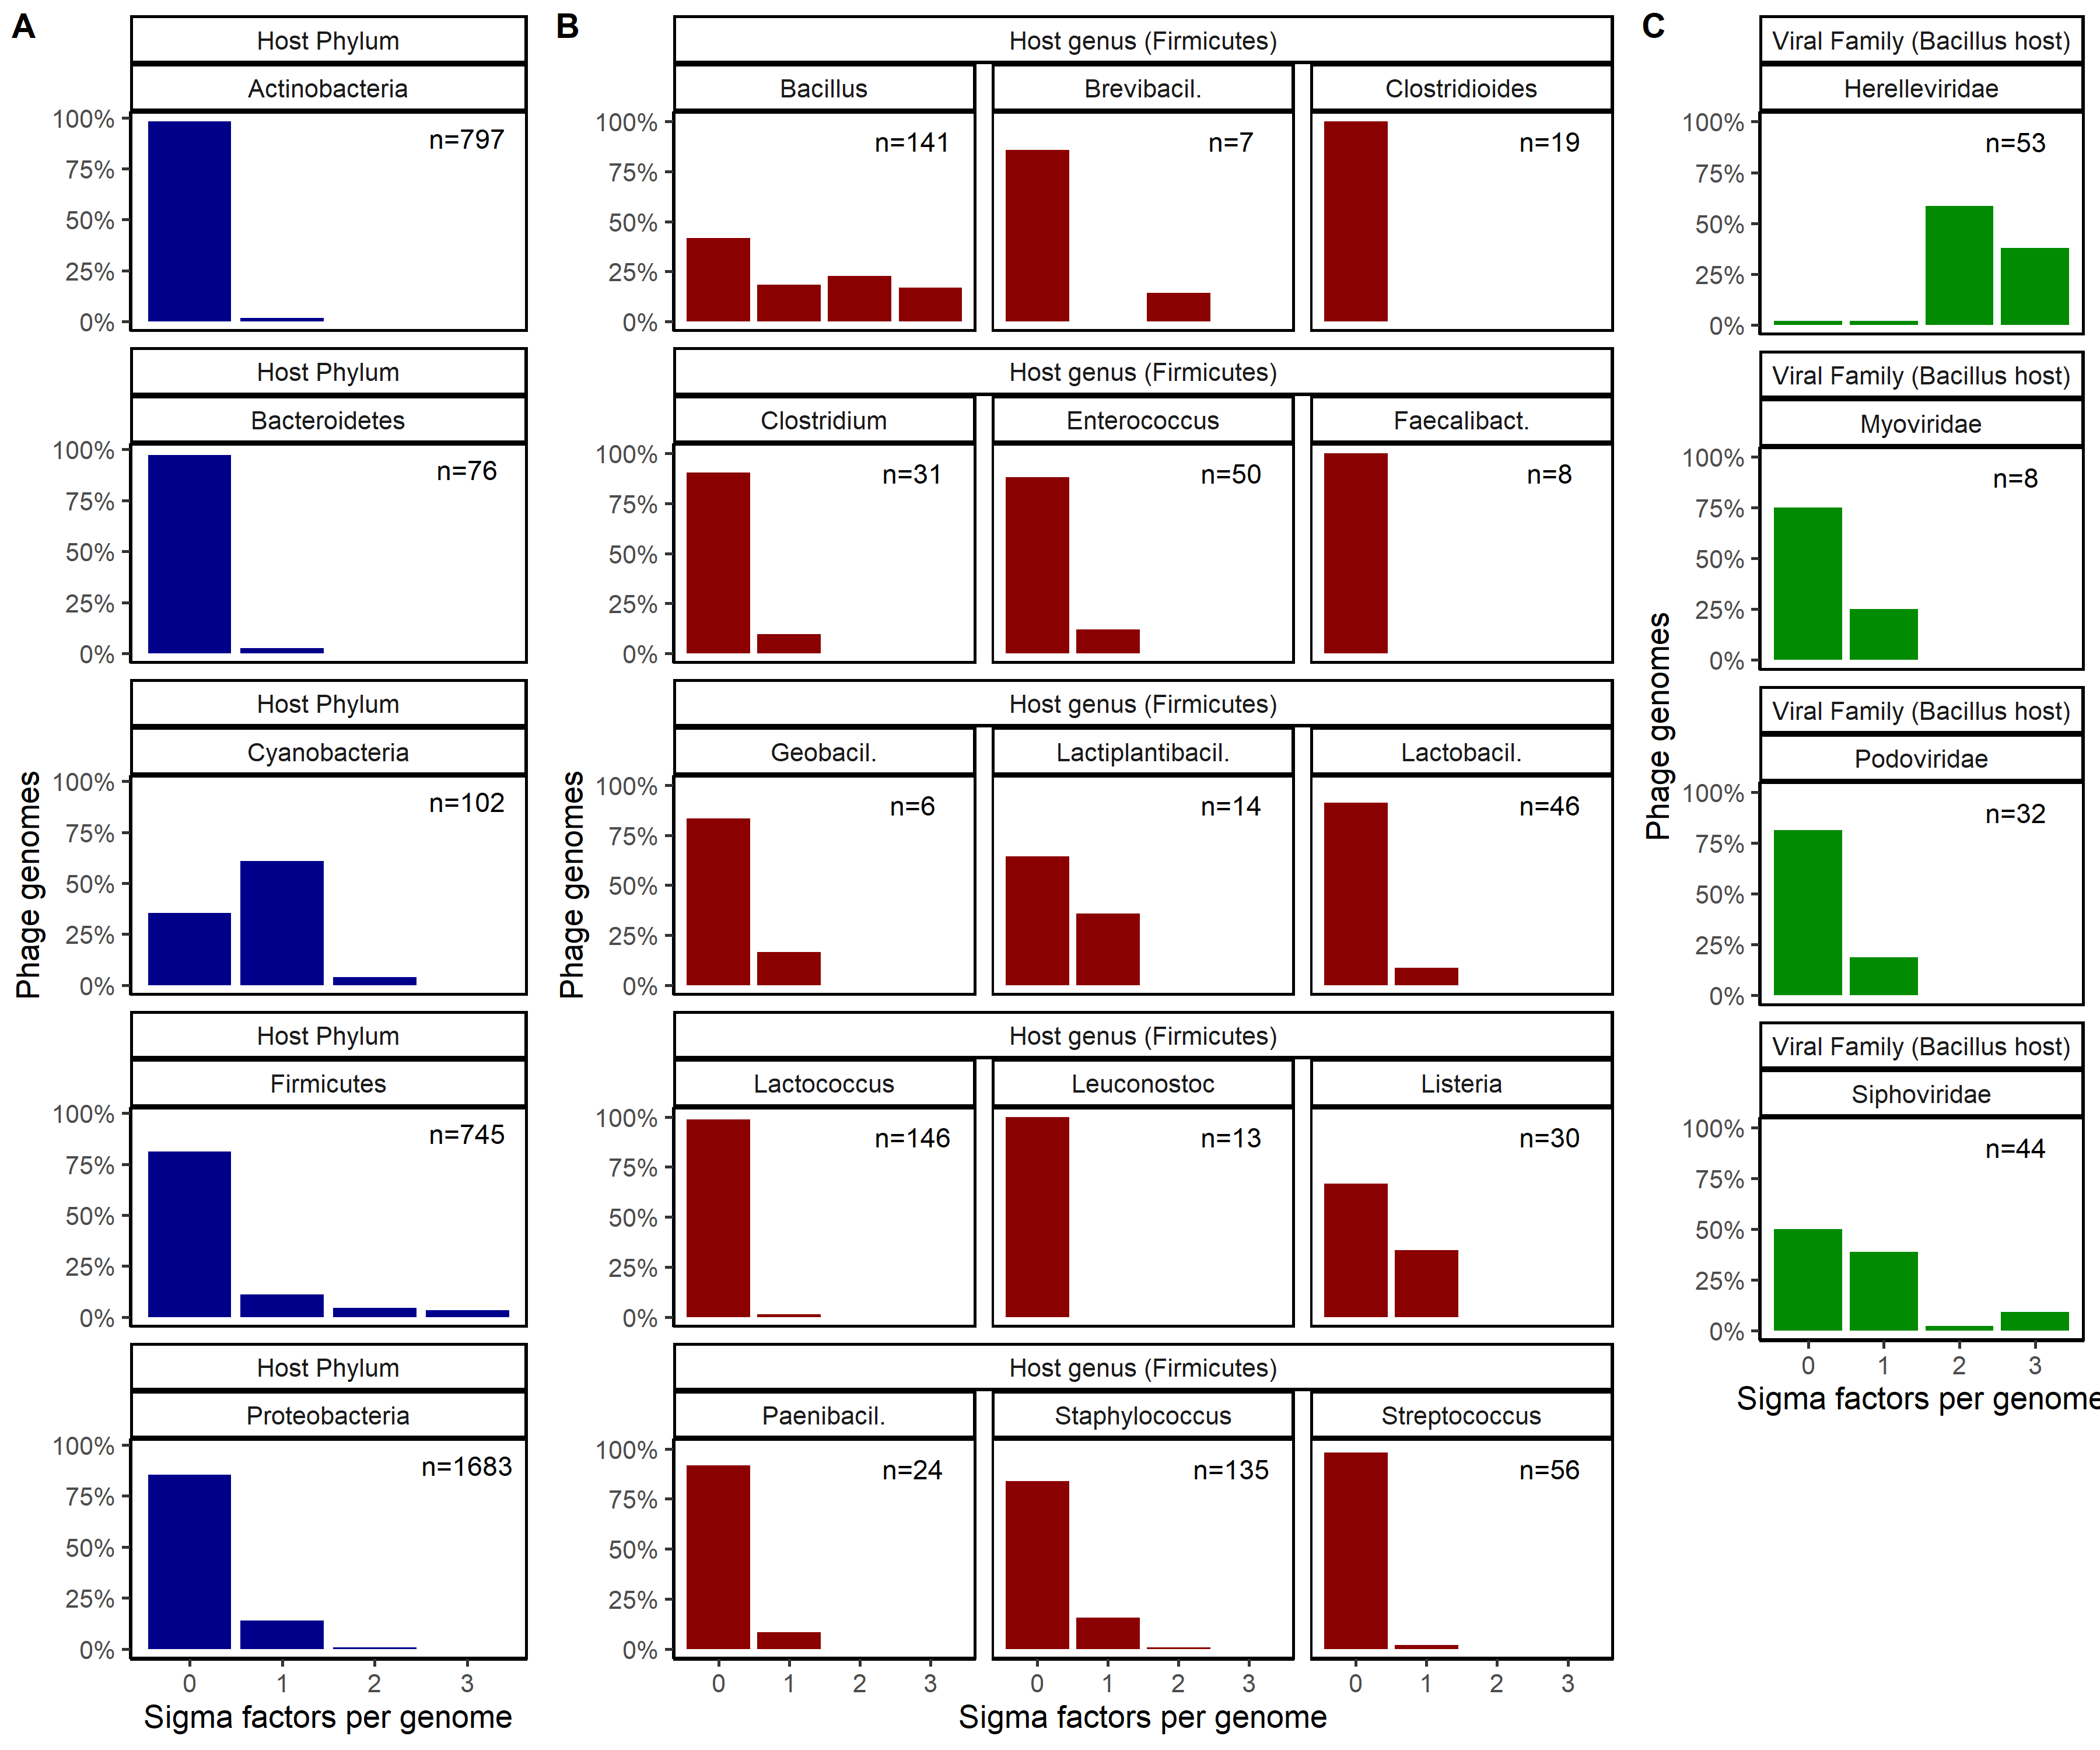 A
Host Phylum
Actinobacteria
n=797
100%
75%
50%
25%
0%
Host Phylum
Bacteroidetes
n=76
100%
75%
50%
25%
0%
Host Phylum
Cyanobacteria
n=102
100%
75%
50%
25%
0%
Host Phylum
Firmicutes
n=745
100%
75%
50%
25%
0%
Host Phylum
Proteobacteria
n=1683
100%
75%
50%
25%
0%
0 1 2 3
Phage genomes
Sigma factors per genome
B
Host genus (Firmicutes)
Bacillus Brevibacil. Clostridioides
n=141 n=7 n=19
100%
75%
50%
25%
0%
Host genus (Firmicutes)
Clostridium Enterococcus Faecalibact.
n=31 n=50 n=8
100%
75%
50%
25%
0%
Host genus (Firmicutes)
Geobacil. Lactiplantibacil. Lactobacil.
n=6 n=14 n=46
100%
75%
50%
25%
0%
Host genus (Firmicutes)
Lactococcus Leuconostoc Listeria
n=146 n=13 n=30
100%
75%
50%
25%
0%
Host genus (Firmicutes)
Paenibacil. Staphylococcus Streptococcus
n=24 n=135 n=56
100%
75%
50%
25%
0%
0 1 2 3 0 1 2 3 0 1 2 3
Phage genomes
Sigma factors per genome
C
Viral Family (Bacillus host)
Herelleviridae
n=53
100%
75%
50%
25%
0%
Viral Family (Bacillus host)
Myoviridae
n=8
100%
75%
50%
25%
0%
Viral Family (Bacillus host)
Podoviridae
n=32
100%
75%
50%
25%
0%
Viral Family (Bacillus host)
Siphoviridae
n=44
100%
75%
50%
25%
0%
0 1 2 3
Phage genomes
Sigma factors per genome